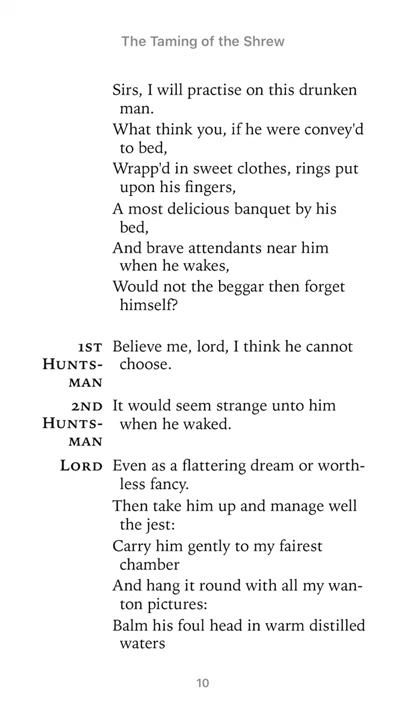 The Taming of the Shrew
Sirs, I will practise on this drunken
man.
What think you, if he were convey'd
to bed,
Wrapp'd in sweet clothes, rings put
upon his fingers,
A most delicious banquet by his
bed,
And brave attendants near him
when he wakes,
Would not the beggar then forget
himself?
1ST Believe me, lord, I think he cannot
HUNTS- choose.
MAN
2ND It would seem strange unto him
HUNTS- when he waked.
MAN
LORD Even as a flattering dream or worth-
less fancy.
Then take him up and manage well
the jest:
Carry him gently to my fairest
chamber
And hang it round with all my wan-
ton pictures:
Balm his foul head in warm distilled
waters
10